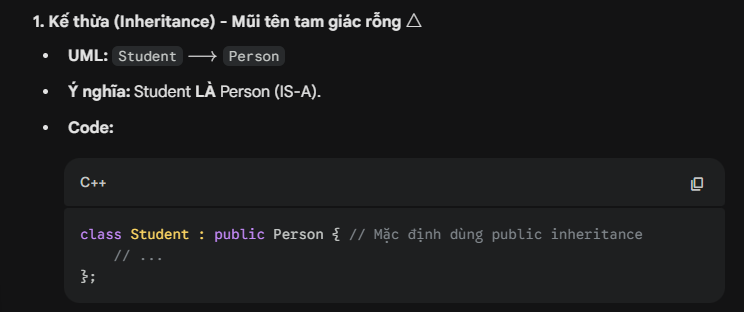 1. Kế thừa (Inheritance) - Mũi tên tam giác rỗng △
• UML: Student ⟶ Person
• Ý nghĩa: Student LÀ Person (IS-A).
• Code:
C++
class Student : public Person { // Mặc định dùng public inheritance
    // ...
};